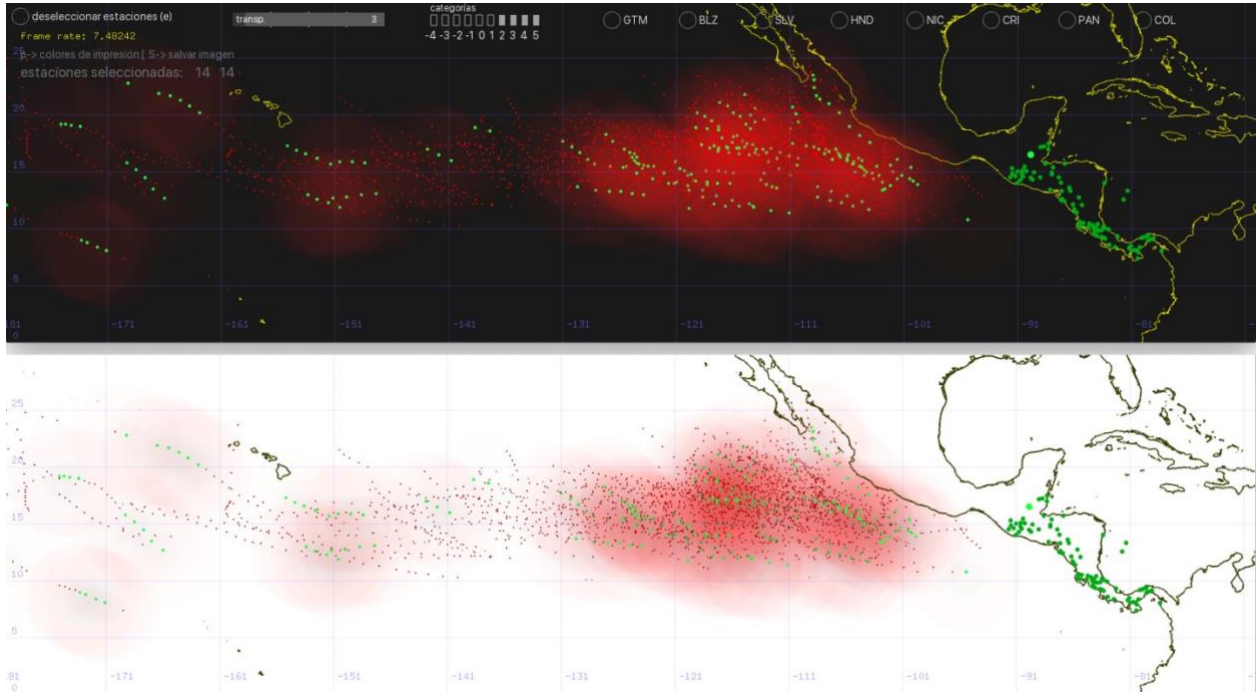 deseleccionar estaciones (e)
Frame rate: 7.48242
p-> colores de impresión | S-> salvar imagen
estaciones seleccionadas: 14 14
transp. 3
categorías
-4 -3 -2 -1 0 1 2 3 4 5
GTM BLZ SLV HND NIC CRI PAN COL
25
20
15
10
5
-171 -161 -151 -141 -131 -121 -111 -101 -91 -81
25
20
15
10
5
0
-171 -161 -151 -141 -131 -121 -111 -101 -91 -81